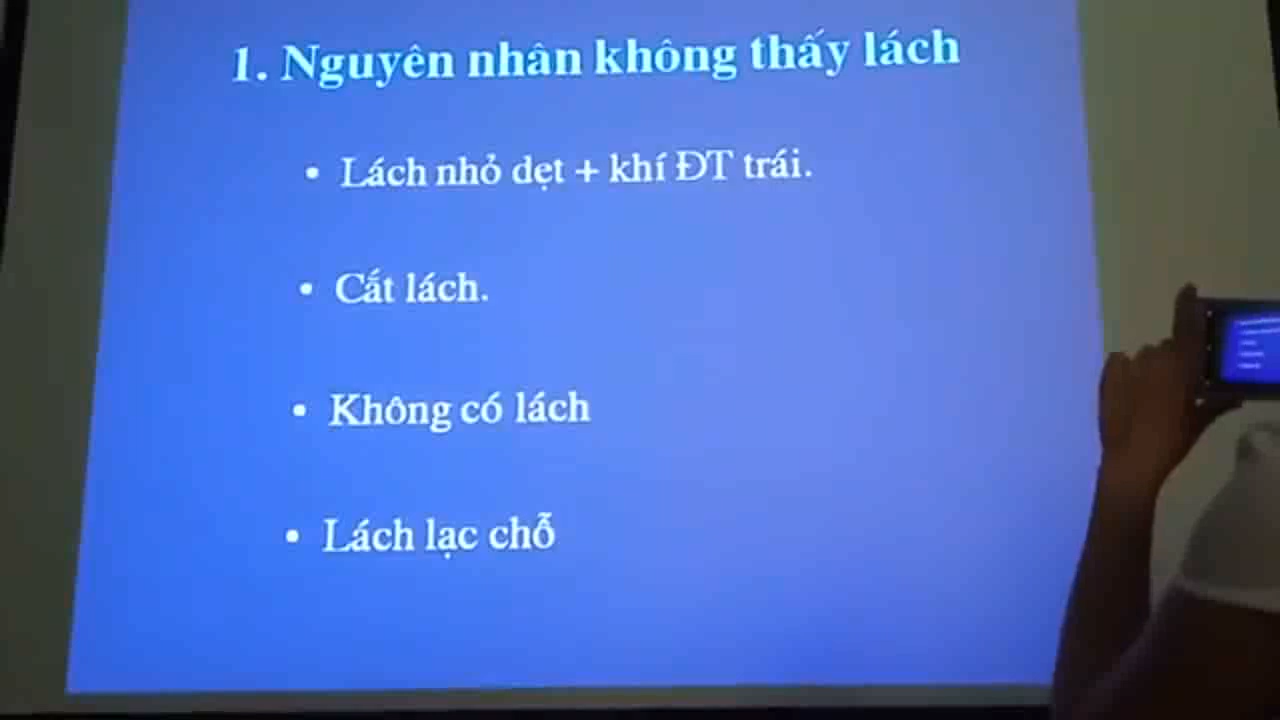 1. Nguyên nhân không thấy lách
• Lách nhỏ dẹt + khí ĐT trái.
• Cắt lách.
• Không có lách
• Lách lạc chỗ